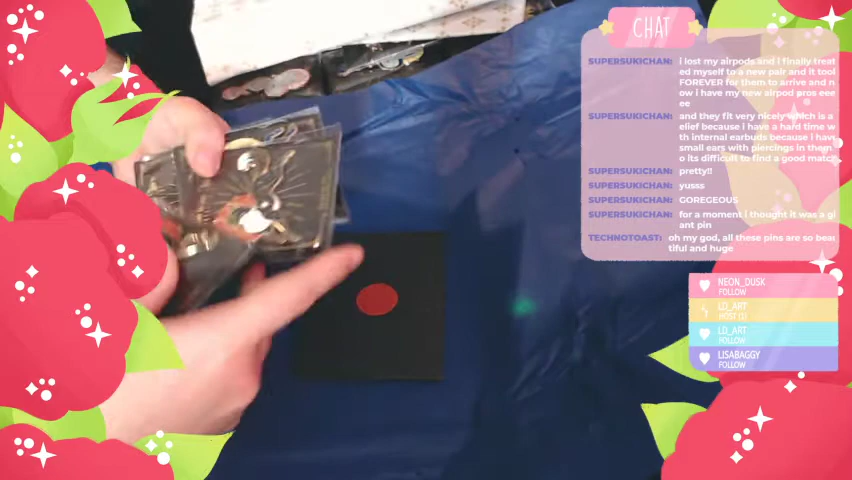 CHAT
SUPERSUKICHAN: i lost my airpods and i finally treat
ed myself to a new pair and it tool
FOREVER for them to arrive and n
ow i have my new airpod pros eee
ee
SUPERSUKICHAN: and they fit very nicely which is a
elief because i have a hard time w
th internal earbuds because i have
small ears with piercings in them
o its difficult to find a good matc
SUPERSUKICHAN: pretty!!
SUPERSUKICHAN: yusss
SUPERSUKICHAN: GOREGEOUS
SUPERSUKICHAN: for a moment i thought it was a gi
ant pin
TECHNOTOAST: oh my god, all these pins are so beau
tiful and huge
NEON_DUSK
FOLLOW
LD_ART
HOST (1)
LD_ART
FOLLOW
LISABAGGY
FOLLOW